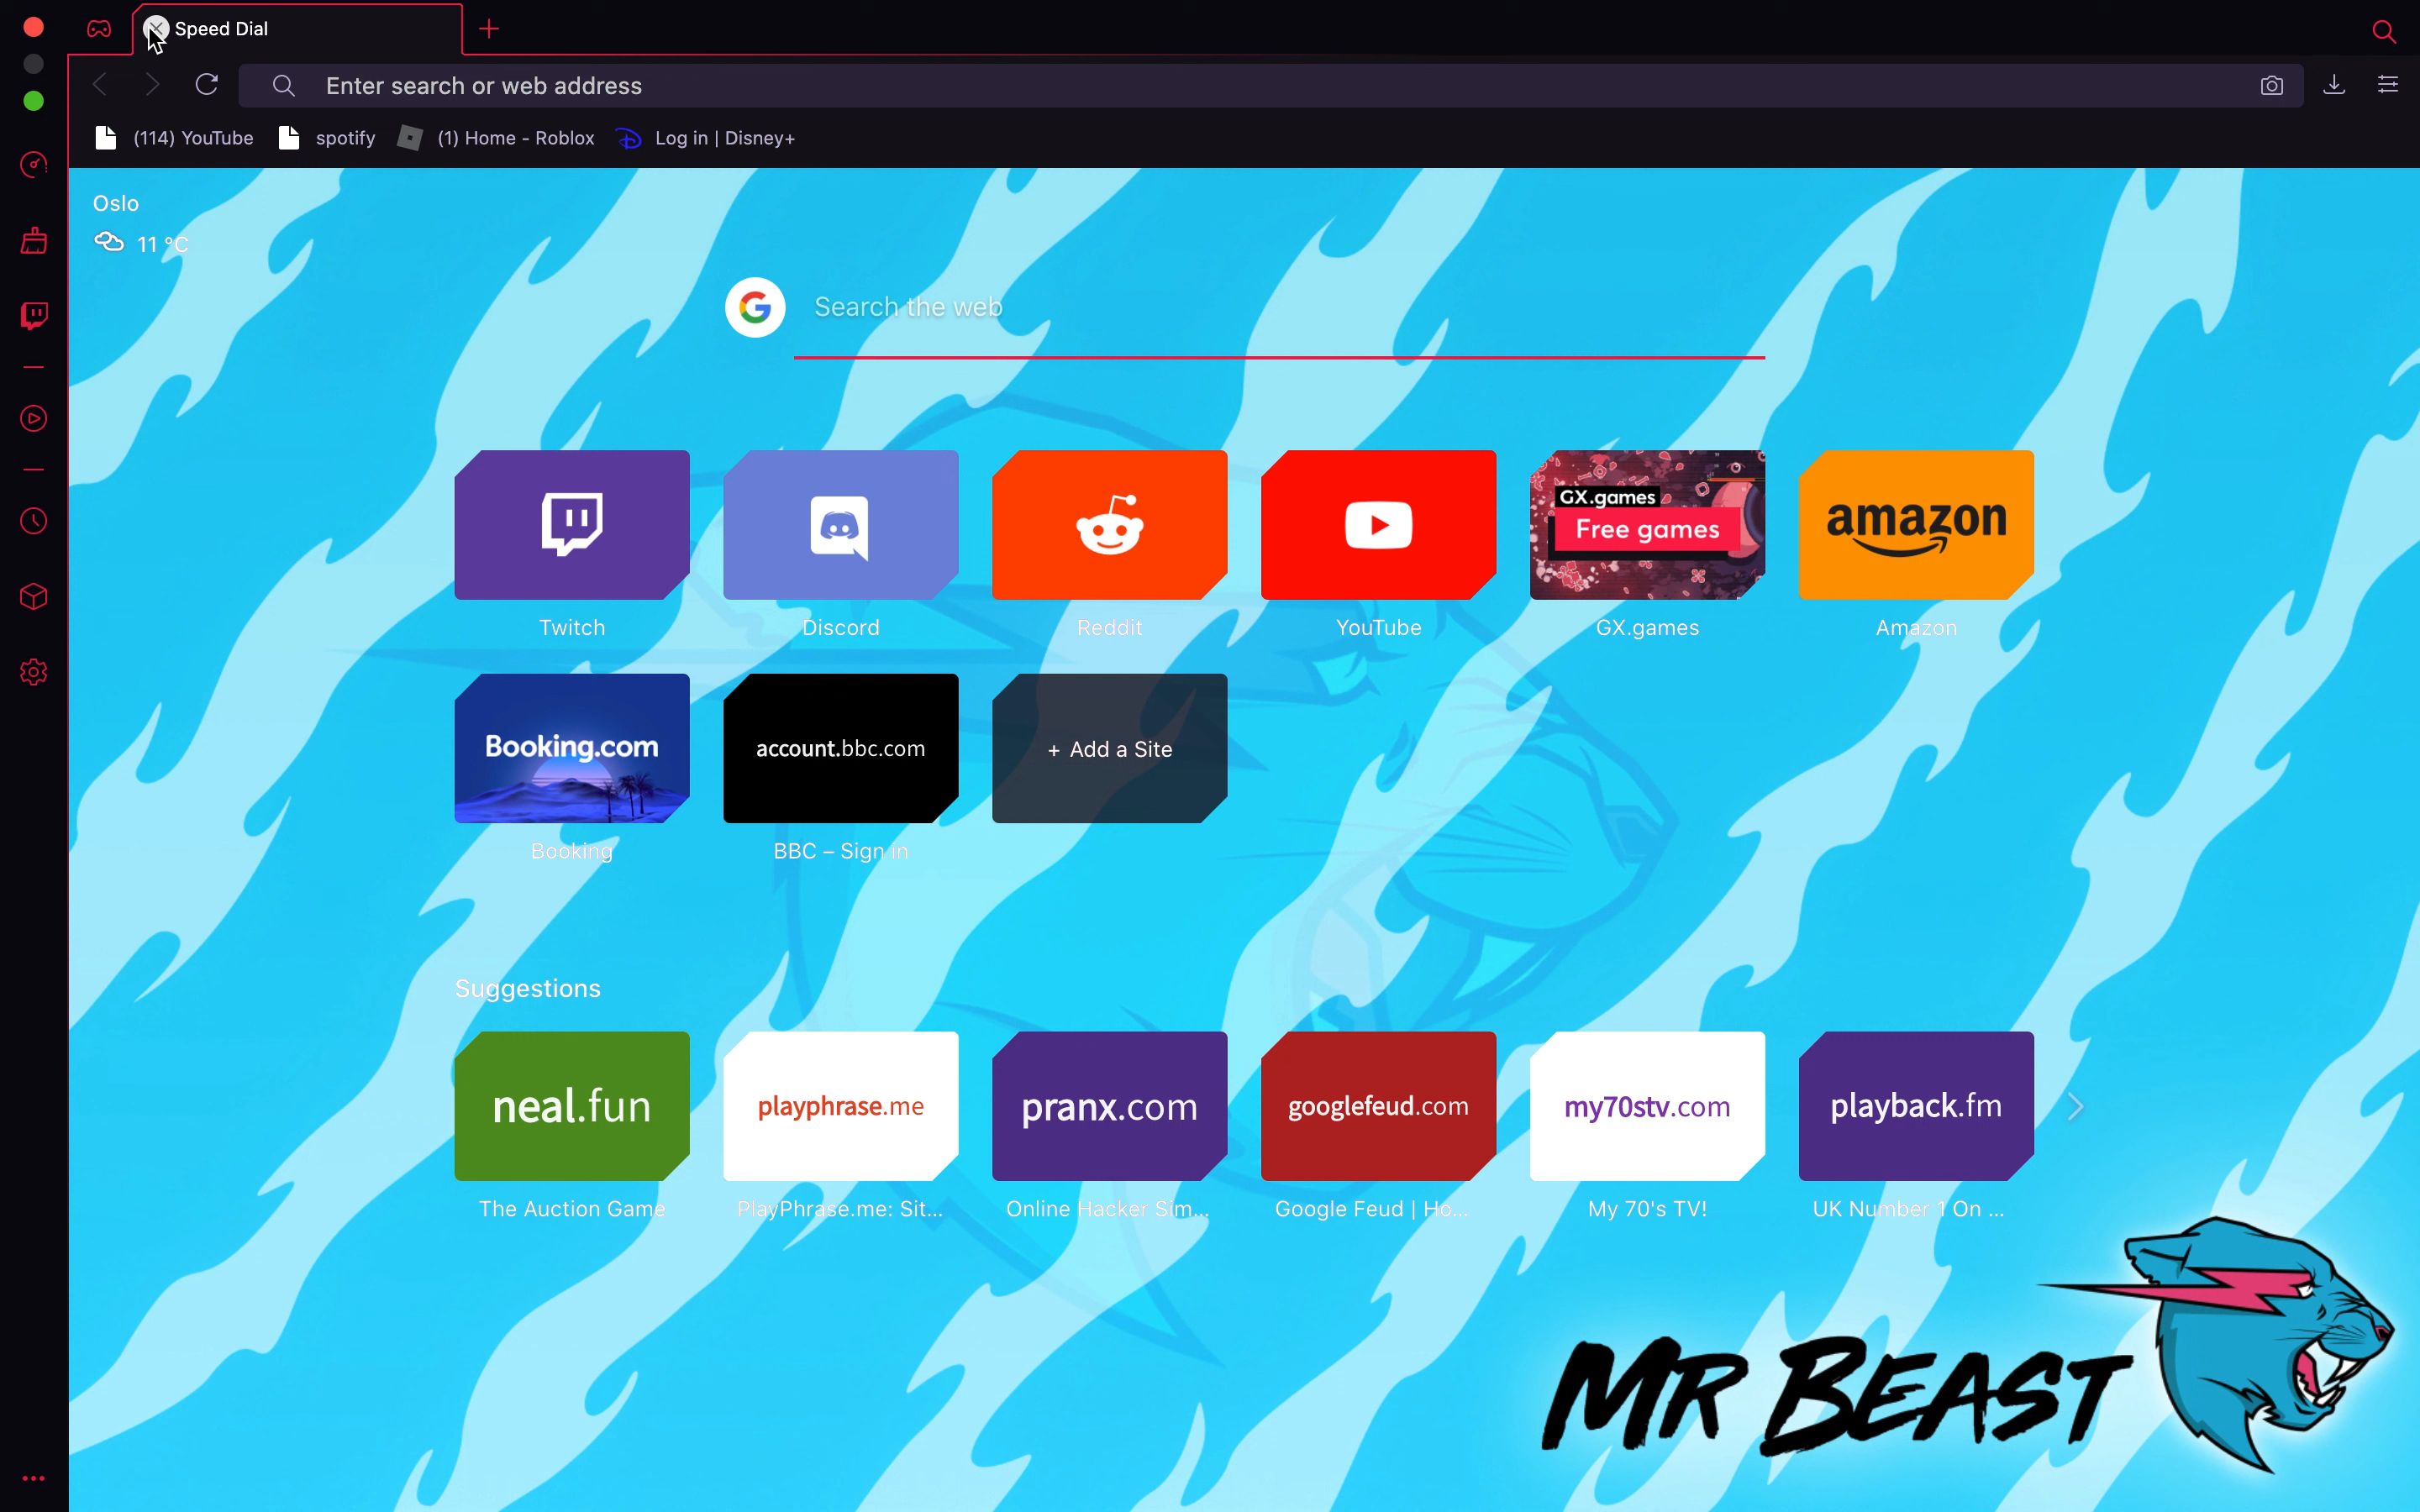 Speed Dial
Enter search or web address
(114) YouTube
spotify
(1) Home - Roblox
Log in | Disney+
Oslo
11 °C
Search the web
GX.games
Free games
amazon
Twitch
Discord
Reddit
YouTube
GX.games
Amazon
Booking.com
account.bbc.com
+ Add a Site
Booking
BBC – Sign in
Suggestions
neal.fun
playphrase.me
pranx.com
googlefeud.com
my70stv.com
playback.fm
The Auction Game
PlayPhrase.me: Sit...
Online Hacker Sim...
Google Feud | Ho...
My 70's TV!
UK Number 1 On ...
MR BEAST